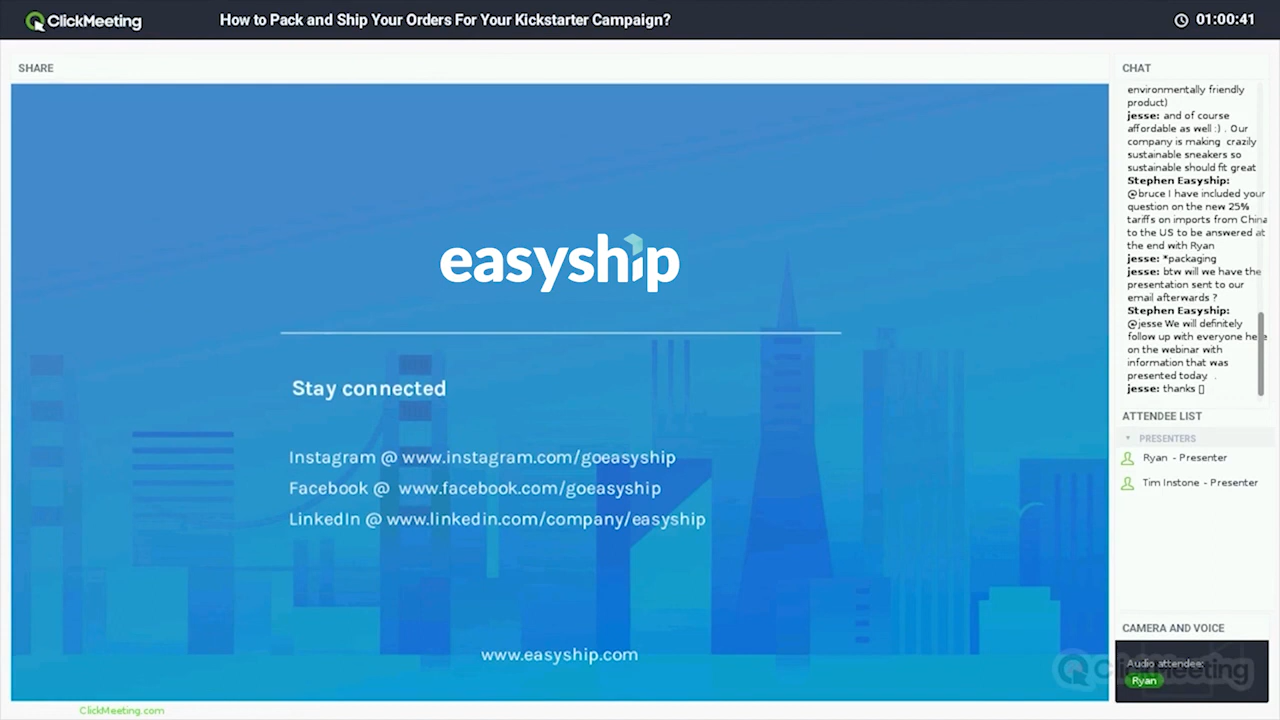 ClickMeeting
How to Pack and Ship Your Orders For Your Kickstarter Campaign?
01:00:41
SHARE
easyship
Stay connected
Instagram @ www.instagram.com/goeasyship
Facebook @ www.facebook.com/goeasyship
LinkedIn @ www.linkedin.com/company/easyship
www.easyship.com
ClickMeeting.com
CHAT
environmentally friendly
product)
jesse: and of course
affordable as well :) . Our
company is making crazily
sustainable sneakers so
sustainable should fit great
Stephen Easyship:
@bruce I have included your
question on the new 25%
tariffs on imports from China
to the US to be answered at
the end with Ryan
jesse: *packaging
jesse: btw will we have the
presentation sent to our
email afterwards ?
Stephen Easyship:
@jesse We will definitely
follow up with everyone here
on the webinar with
information that was
presented today .
jesse: thanks
ATTENDEE LIST
PRESENTERS
Ryan - Presenter
Tim Instone - Presenter
CAMERA AND VOICE
Audio attendee:
Ryan
ClickMeeting